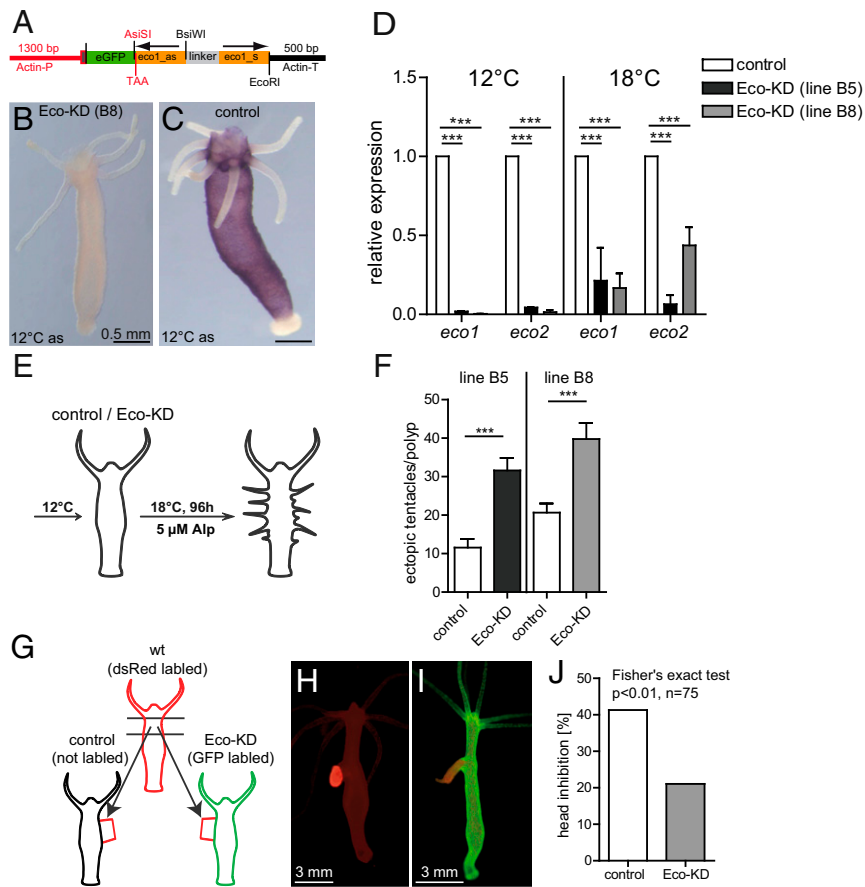 A
1300 bp
Actin-P
AsiSI
BsiWI
eGFP
eco1_as
linker
eco1_s
500 bp
Actin-T
TAA
EcoRI
B
Eco-KD (B8)
12°C as
0.5 mm
C
control
12°C as
D
12°C
18°C
control
Eco-KD (line B5)
Eco-KD (line B8)
relative expression
1.5
1.0
0.5
0.0
***
***
***
***
***
***
***
***
eco1
eco2
eco1
eco2
E
control / Eco-KD
12°C
18°C, 96h
5 µM Alp
F
line B5
line B8
ectopic tentacles/polyp
50
40
30
20
10
0
***
***
control
Eco-KD
control
Eco-KD
G
wt
(dsRed labled)
control
(not labled)
Eco-KD
(GFP labled)
H
3 mm
I
3 mm
J
Fisher's exact test
p<0.01, n=75
head inhibition [%]
50
40
30
20
10
0
control
Eco-KD